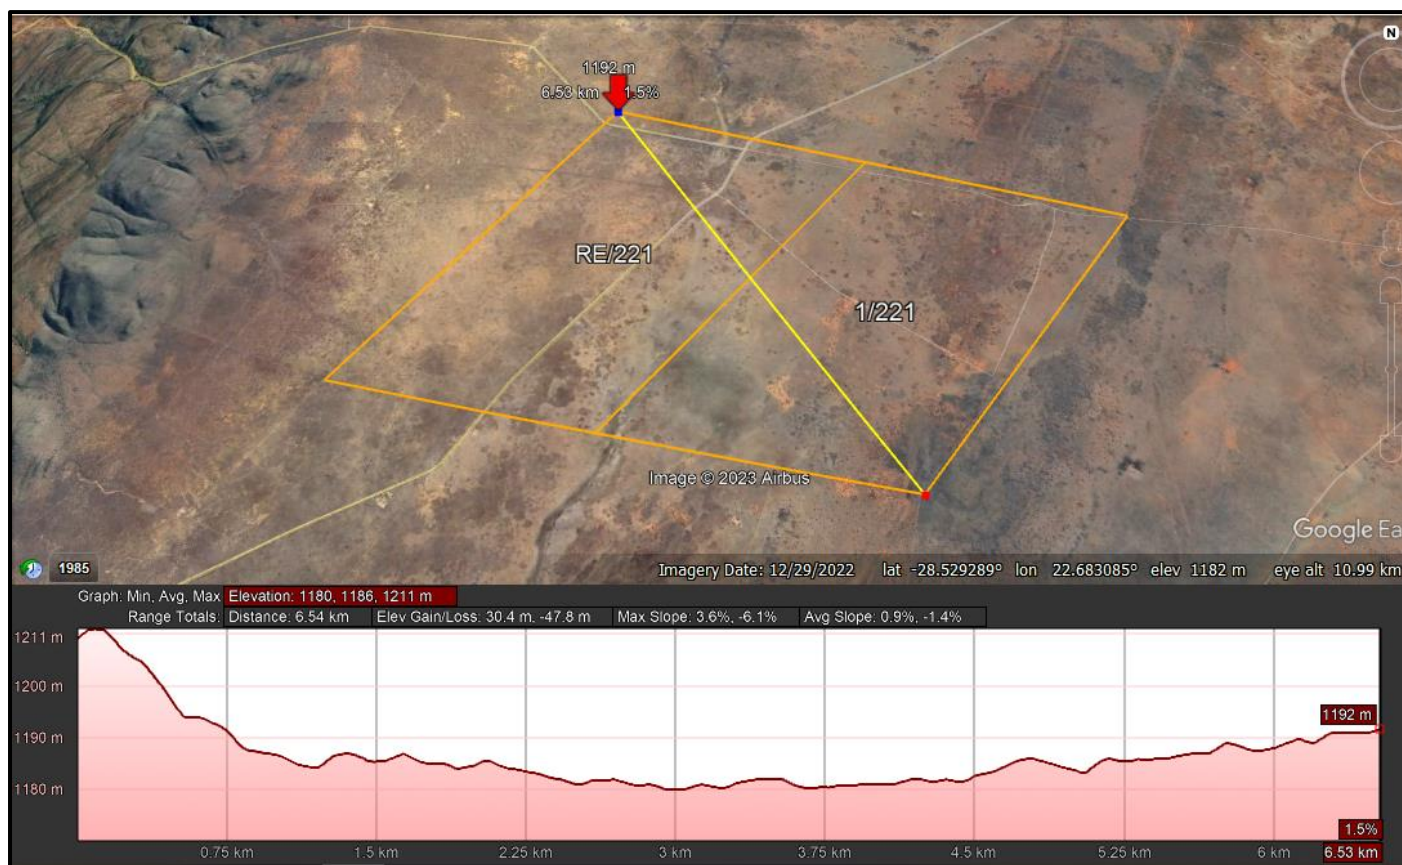 N
1192 m
6.53 km 1.5%
RE/221
1/221
Image © 2023 Airbus
Google Ea
1985
Imagery Date: 12/29/2022 lat -28.529289° lon 22.683085° elev 1182 m eye alt 10.99 km
Graph: Min, Avg, Max Elevation: 1180, 1186, 1211 m
Range Totals: Distance: 6.54 km Elev Gain/Loss: 30.4 m, -47.8 m Max Slope: 3.6%, -6.1% Avg Slope: 0.9%, -1.4%
1211 m
1200 m
1192 m
1190 m
1180 m
1.5%
0.75 km 1.5 km 2.25 km 3 km 3.75 km 4.5 km 5.25 km 6 km 6.53 km